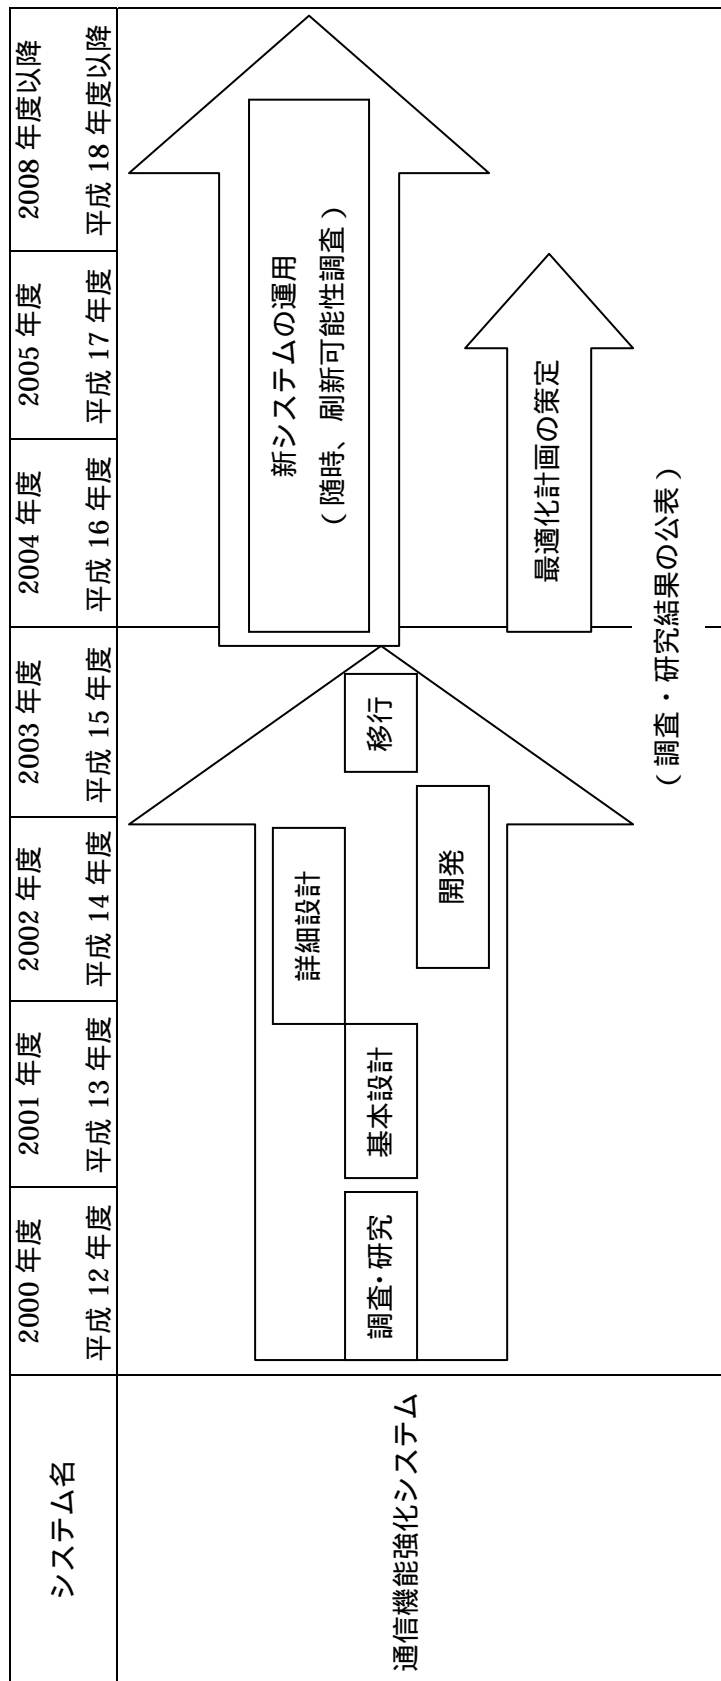 システム名
2000 年度
平成 12 年度
2001 年度
平成 13 年度
2002 年度
平成 14 年度
2003 年度
平成 15 年度
2004 年度
平成 16 年度
2005 年度
平成 17 年度
2008 年度以降
平成 18 年度以降
通信機能強化システム
調査・研究
基本設計
詳細設計
開発
移行
新システムの運用
（随時、刷新可能性調査）
最適化計画の策定
（調査・研究結果の公表）